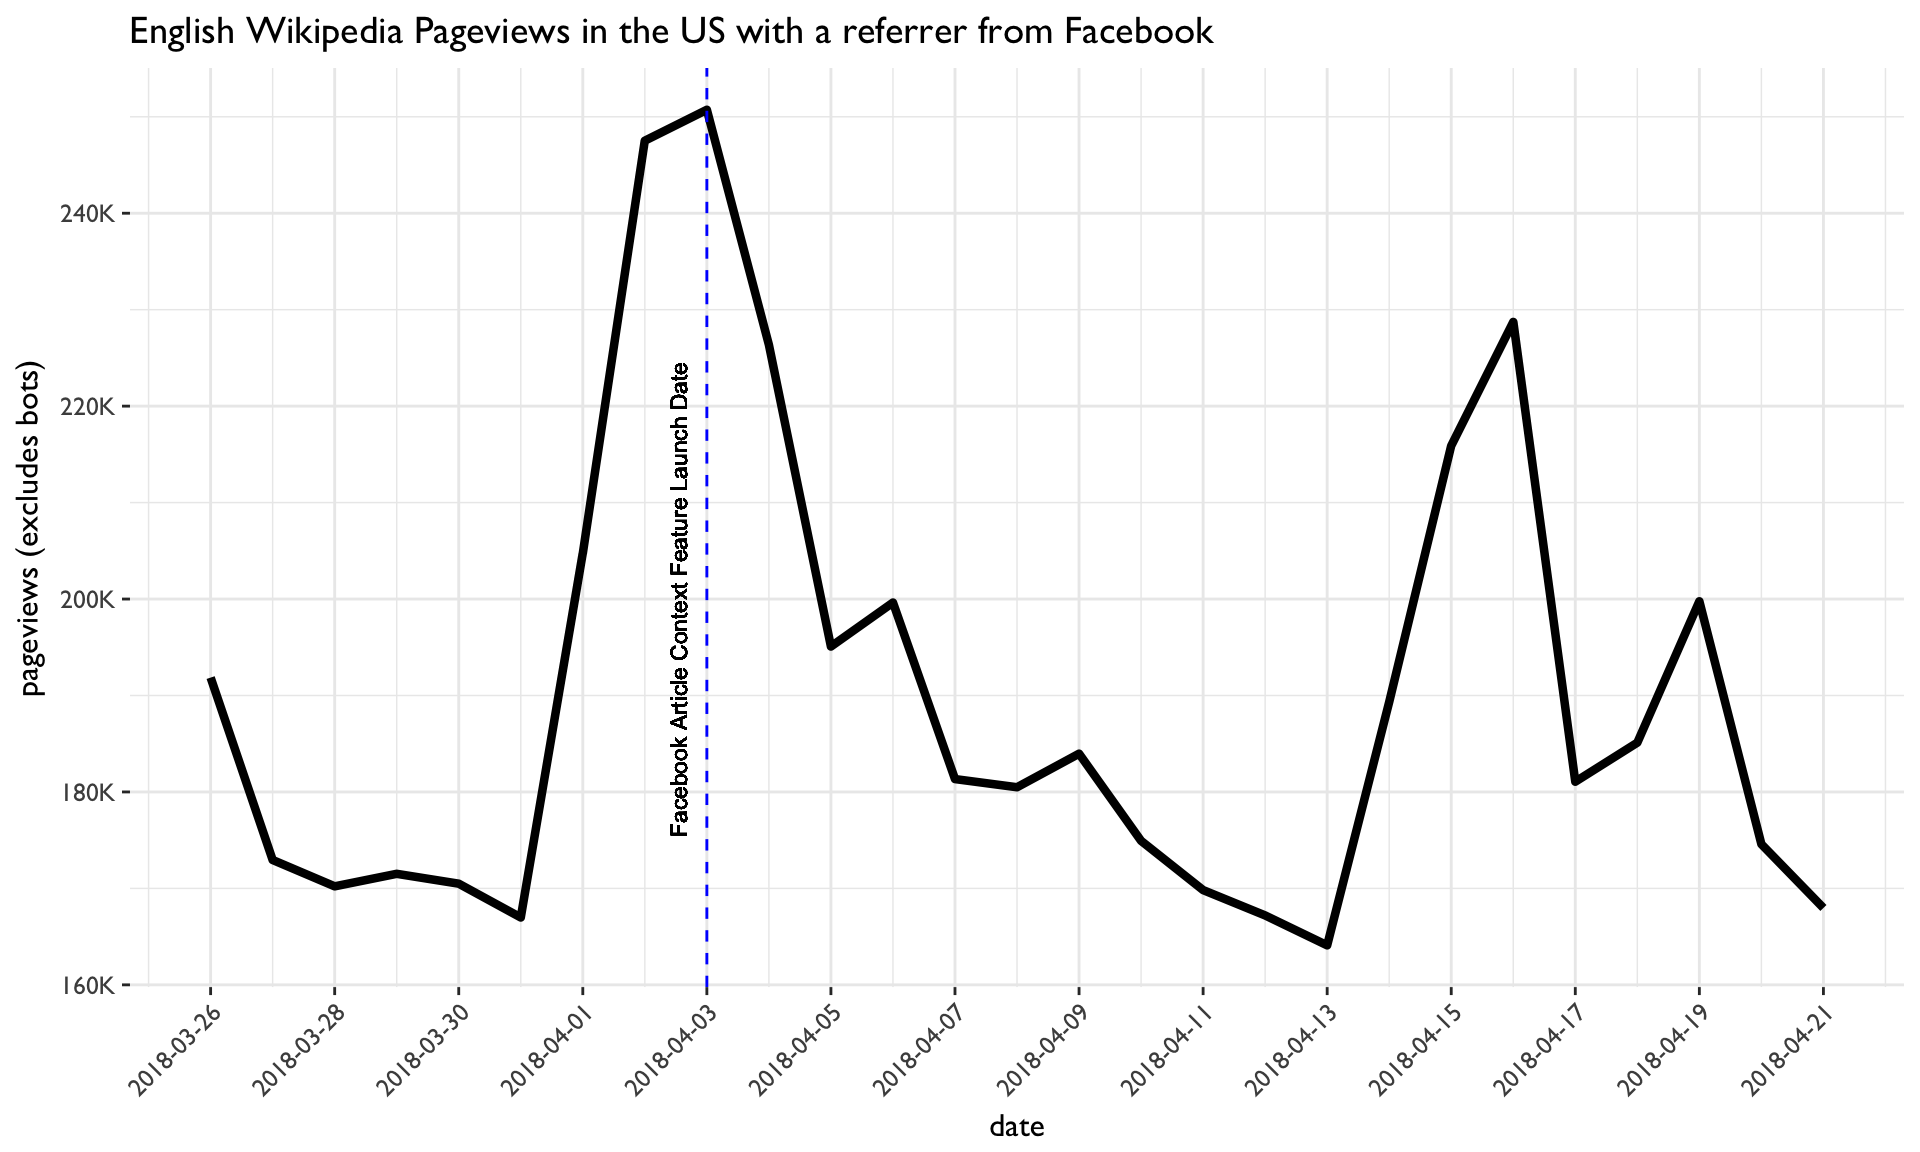 English Wikipedia Pageviews in the US with a referrer from Facebook
pageviews (excludes bots)
240K
220K
200K
180K
160K
Facebook Article Context Feature Launch Date
2018-03-26
2018-03-28
2018-03-30
2018-04-01
2018-04-03
2018-04-05
2018-04-07
2018-04-09
2018-04-11
2018-04-13
2018-04-15
2018-04-17
2018-04-19
2018-04-21
date